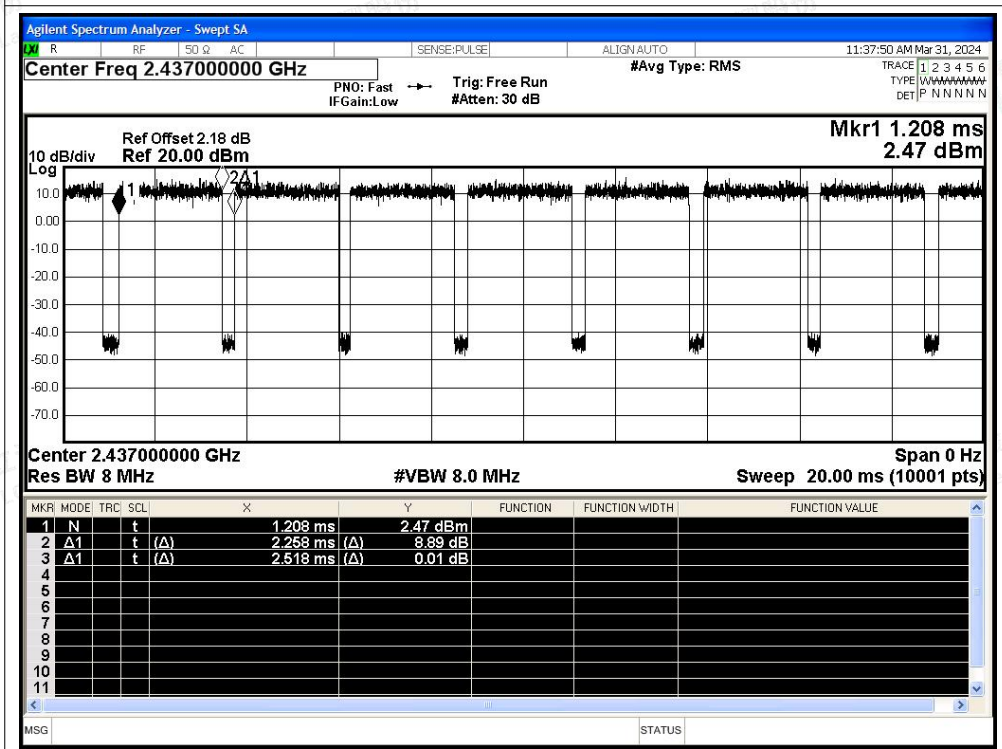 Agilent Spectrum Analyzer - Swept SA
LXI R RF 50 Ω AC SENSE:PULSE ALIGN AUTO 11:37:50 AM Mar 31, 2024
Center Freq 2.437000000 GHz
#Avg Type: RMS
TRACE 1 2 3 4 5 6
TYPE WWWWWW
DET P N N N N N
PNO: Fast
IFGain:Low
Trig: Free Run
#Atten: 30 dB
Mkr1 1.208 ms
2.47 dBm
Ref Offset 2.18 dB
10 dB/div Ref 20.00 dBm
Log
1
2Δ1
10.0
0.00
-10.0
-20.0
-30.0
-40.0
-50.0
-60.0
-70.0
Center 2.437000000 GHz Span 0 Hz
Res BW 8 MHz #VBW 8.0 MHz Sweep 20.00 ms (10001 pts)
MKR MODE TRC SCL X Y FUNCTION FUNCTION WIDTH FUNCTION VALUE
1 N t 1.208 ms 2.47 dBm
2 Δ1 t (Δ) 2.258 ms (Δ) 8.89 dB
3 Δ1 t (Δ) 2.518 ms (Δ) 0.01 dB
4
5
6
7
8
9
10
11
MSG STATUS